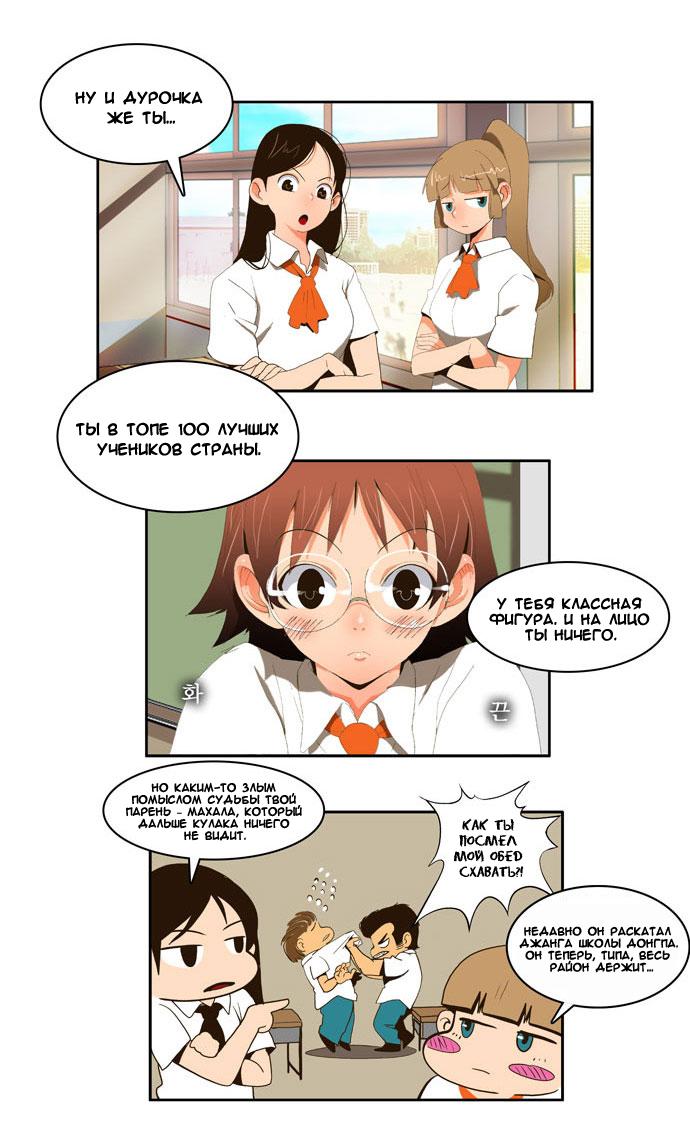 НУ И ДУРОЧКА
ЖЕ ТЫ...
ТЫ В ТОПЕ 100 ЛУЧШИХ
УЧЕНИКОВ СТРАНЫ.
У ТЕБЯ КЛАССНАЯ
ФИГУРА. И НА ЛИЦО
ТЫ НИЧЕГО.
화
끈
НО КАКИМ-ТО ЗЛЫМ
ПОМЫСЛОМ СУДЬБЫ ТВОЙ
ПАРЕНЬ - МАХАЛА, КОТОРЫЙ
ДАЛЬШЕ КУЛАКА НИЧЕГО
НЕ ВИДИТ.
КАК ТЫ
ПОСМЕЛ
МОЙ ОБЕД
СХАВАТЬ?!
НЕДАВНО ОН РАСКАТАЛ
ДЖАНГА ШКОЛЫ ДОНГПА.
ОН ТЕПЕРЬ, ТИПА, ВЕСЬ
РАЙОН ДЕРЖИТ...